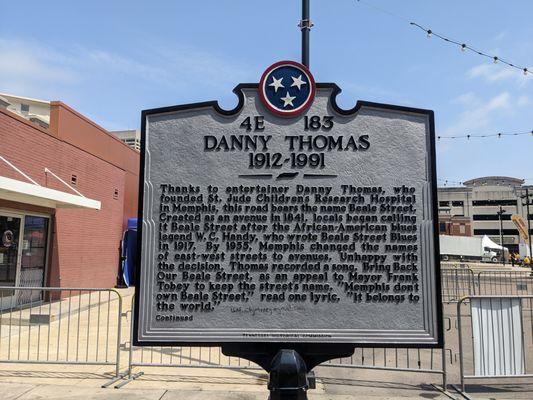 4E 183
DANNY THOMAS
1912-1991
Thanks to entertainer Danny Thomas, who
founded St. Jude Childrens Research Hospital
in Memphis, this road bears the name Beale Street.
Created as an avenue in 1841, locals began calling
it Beale Street after the African-American blues
legend W. C. Handy, who wrote Beale Street Blues
in 1917. By 1955, Memphis changed the names
of east-west streets to avenues. Unhappy with
the decision, Thomas recorded a song, Bring Back
Our Beale Street, as an appeal to Mayor Frank
Tobey to keep the street's name. "Memphis don't
own Beale Street," read one lyric. "It belongs to
the world."
Continued
TENNESSEE HISTORICAL COMMISSION